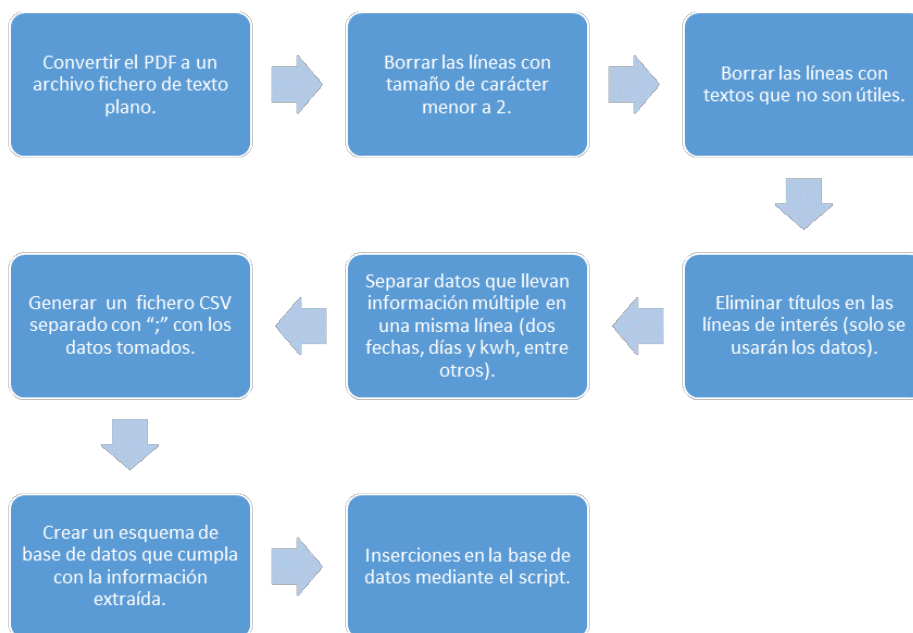 Convertir el PDF a un
archivo fichero de texto
plano.
Borrar las líneas con
tamaño de carácter
menor a 2.
Borrar las líneas con
textos que no son útiles.
Eliminar títulos en las
líneas de interés (solo se
usarán los datos).
Separar datos que llevan
información múltiple en
una misma línea (dos
fechas, días y kwh, entre
otros).
Generar un fichero CSV
separado con “;” con los
datos tomados.
Crear un esquema de
base de datos que cumpla
con la información
extraída.
Inserciones en la base de
datos mediante el script.